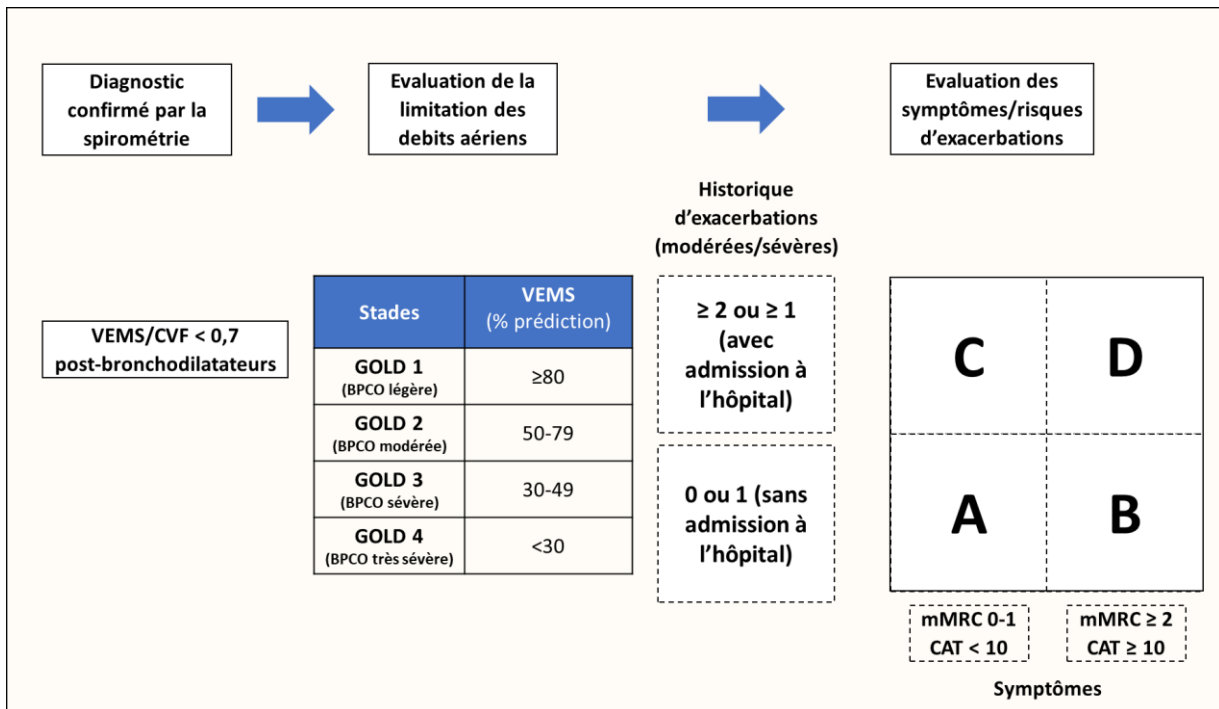 Diagnostic
confirmé par la
spirométrie
Evaluation de la
limitation des
debits aériens
Evaluation des
symptômes/risques
d'exacerbations
Historique
d'exacerbations
(modérées/sévères)
VEMS/CVF < 0,7
post-bronchodilatateurs
Stades
VEMS
(% prédiction)
GOLD 1
(BPCO légère)
≥80
GOLD 2
(BPCO modérée)
50-79
GOLD 3
(BPCO sévère)
30-49
GOLD 4
(BPCO très sévère)
<30
≥ 2 ou ≥ 1
(avec
admission à
l'hôpital)
0 ou 1 (sans
admission à
l'hôpital)
C
D
A
B
mMRC 0-1
CAT < 10
mMRC ≥ 2
CAT ≥ 10
Symptômes